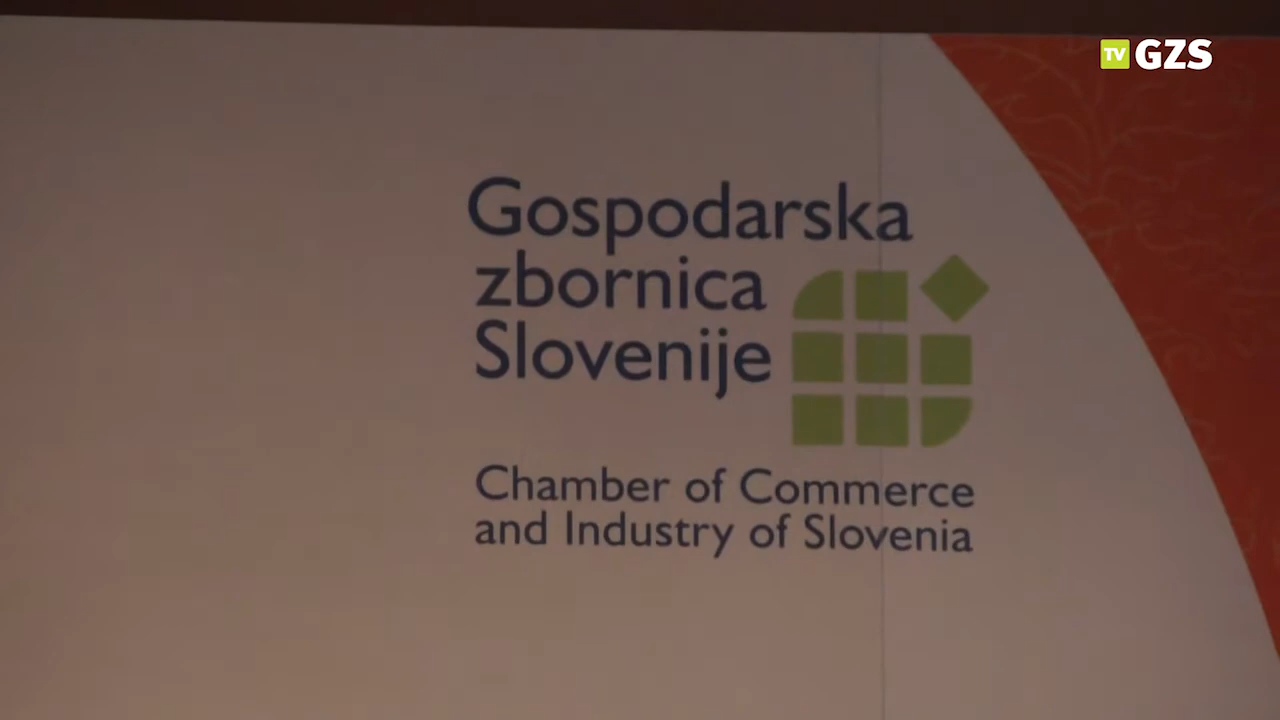 TV GZS
Gospodarska
zbornica
Slovenije
Chamber of Commerce
and Industry of Slovenia